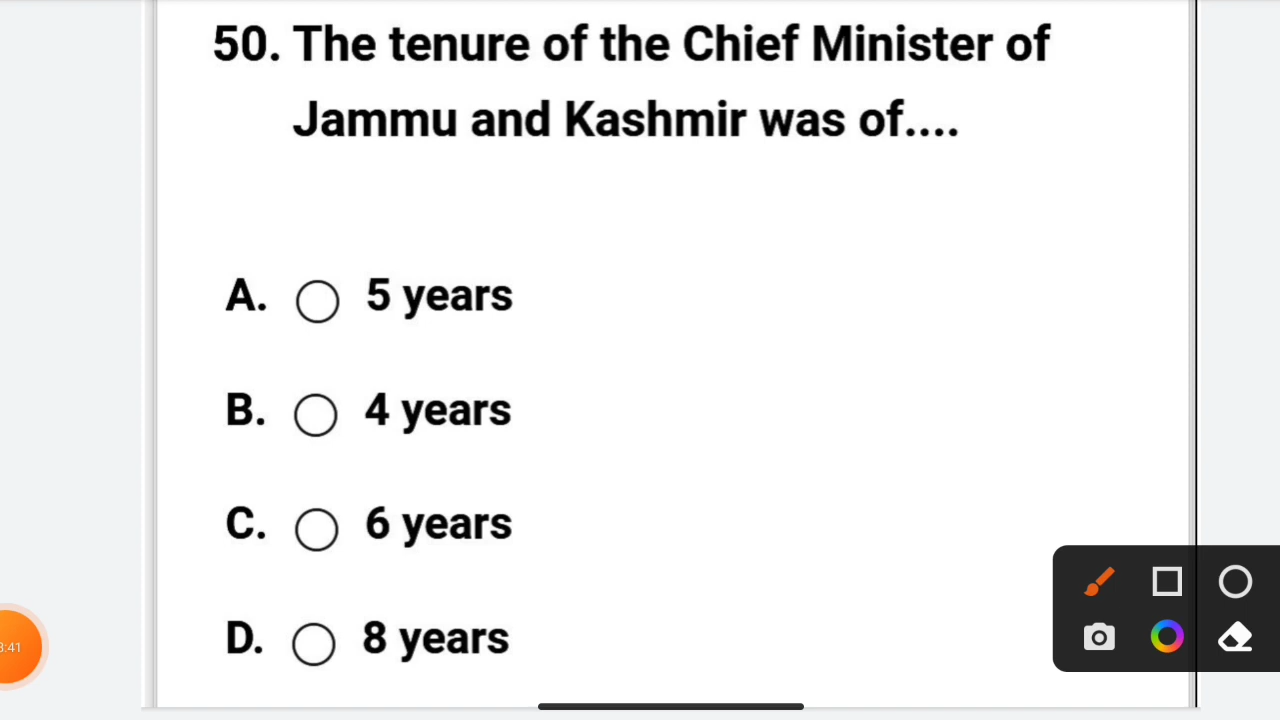 50. The tenure of the Chief Minister of
Jammu and Kashmir was of....
A. 5 years
B. 4 years
C. 6 years
D. 8 years
:41